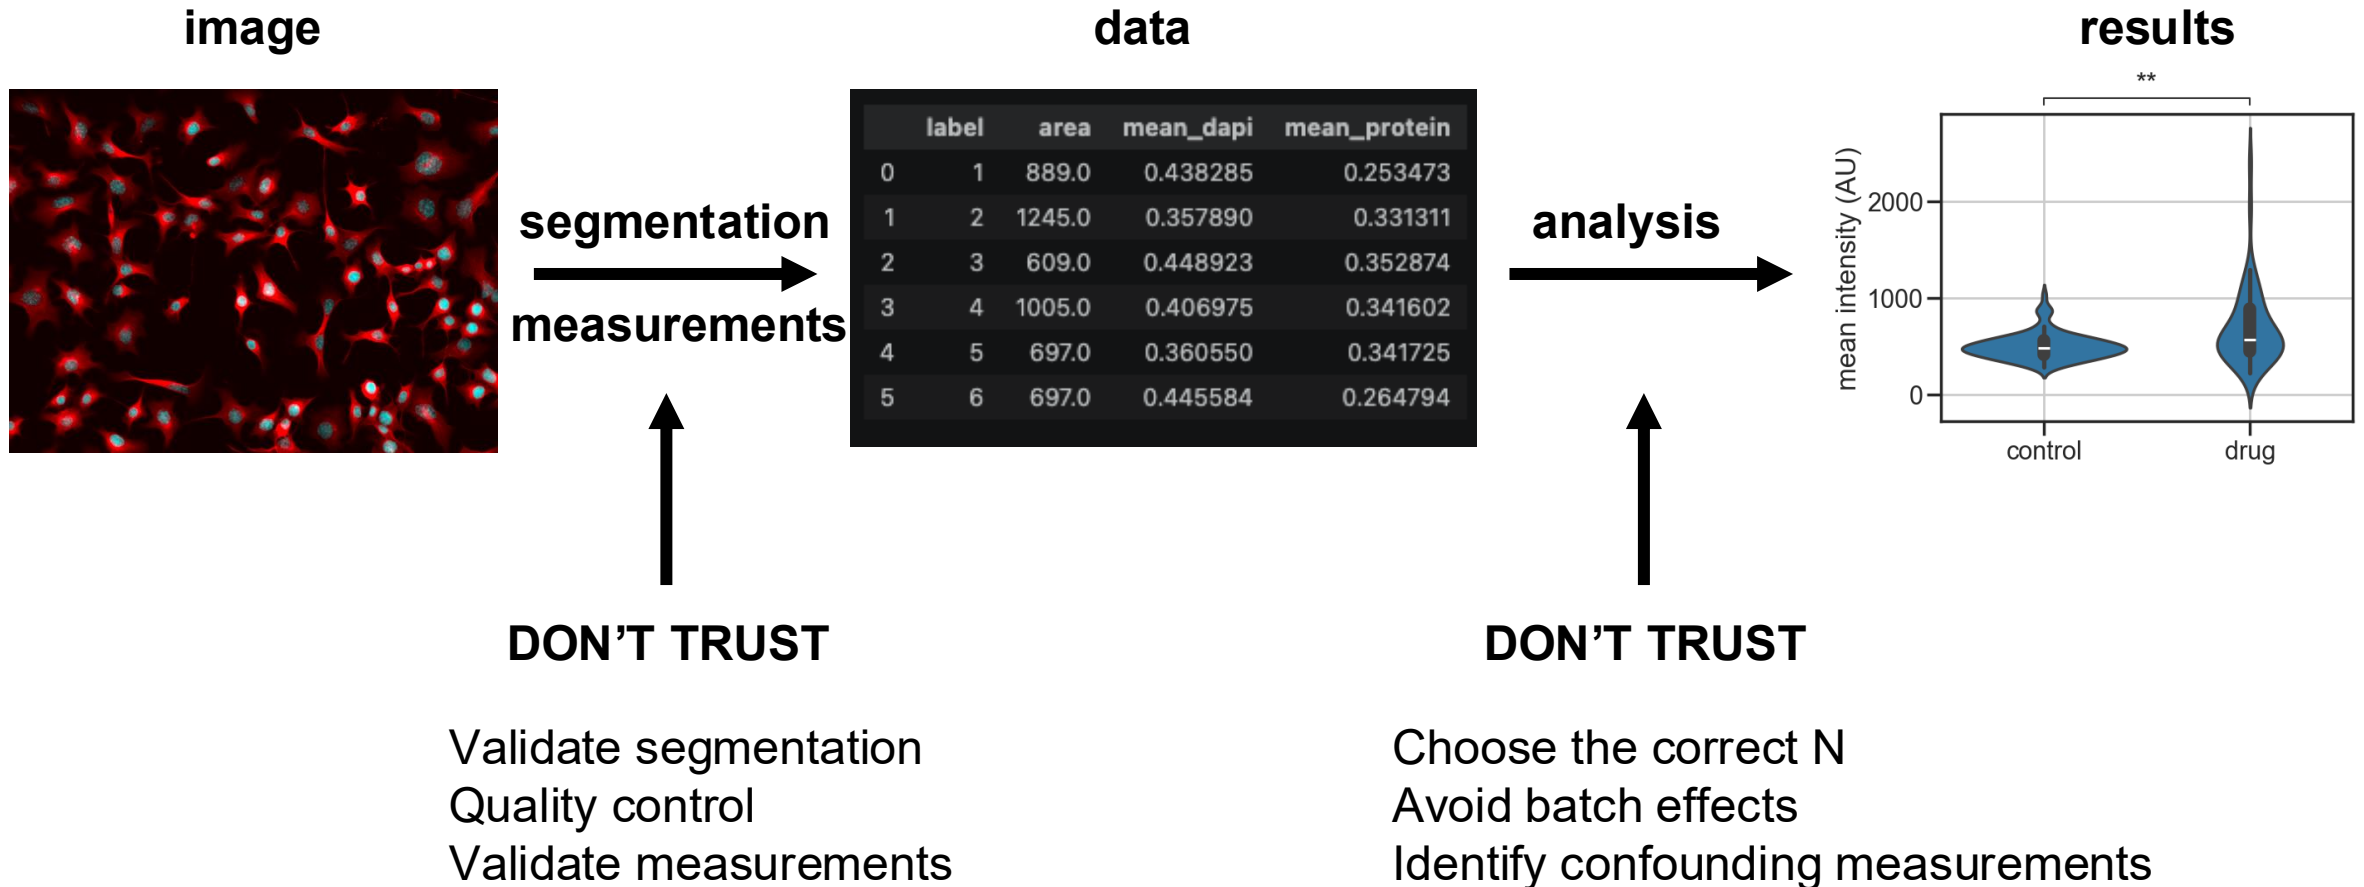 image
data
results
segmentation
measurements
label area mean_dapi mean_protein
0 1 889.0 0.438285 0.253473
1 2 1245.0 0.357890 0.331311
2 3 609.0 0.448923 0.352874
3 4 1005.0 0.406975 0.341602
4 5 697.0 0.360550 0.341725
5 6 697.0 0.445584 0.264794
analysis
**
mean intensity (AU)
2000
1000
0
control
drug
DON’T TRUST
Validate segmentation
Quality control
Validate measurements
DON’T TRUST
Choose the correct N
Avoid batch effects
Identify confounding measurements